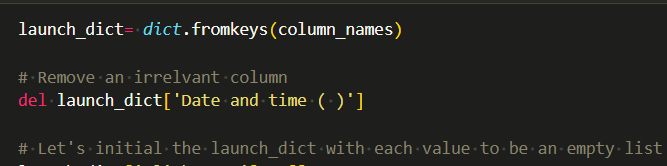 launch_dict= dict.fromkeys(column_names)
# Remove an irrelvant column
del launch_dict['Date and time ( )']
# Let's initial the launch_dict with each value to be an empty list